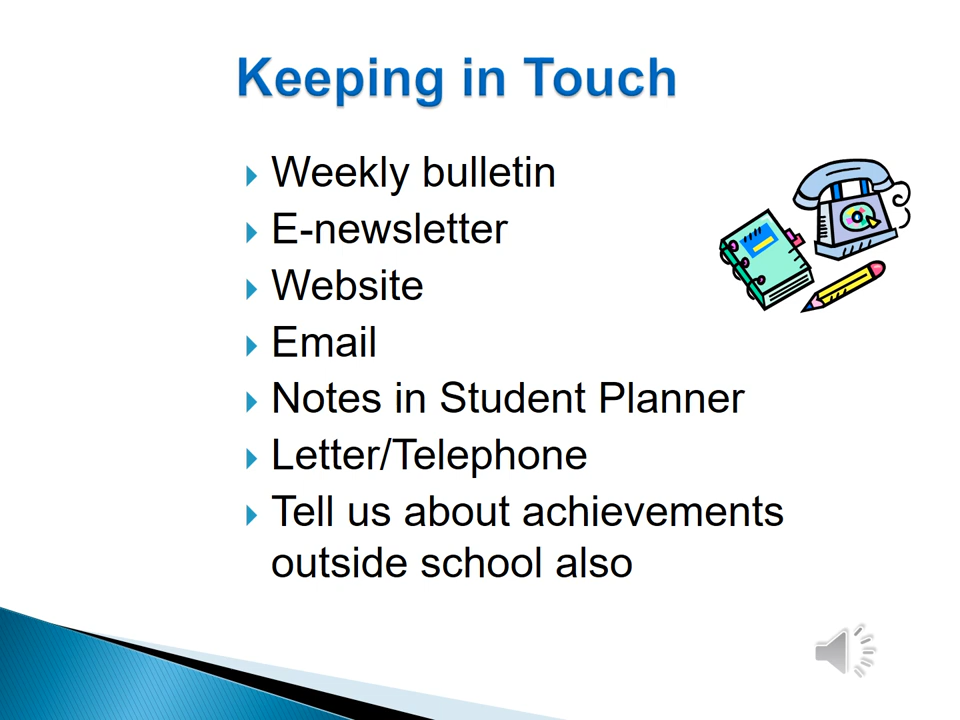 Keeping in Touch
Weekly bulletin
E-newsletter
Website
Email
Notes in Student Planner
Letter/Telephone
Tell us about achievements
outside school also